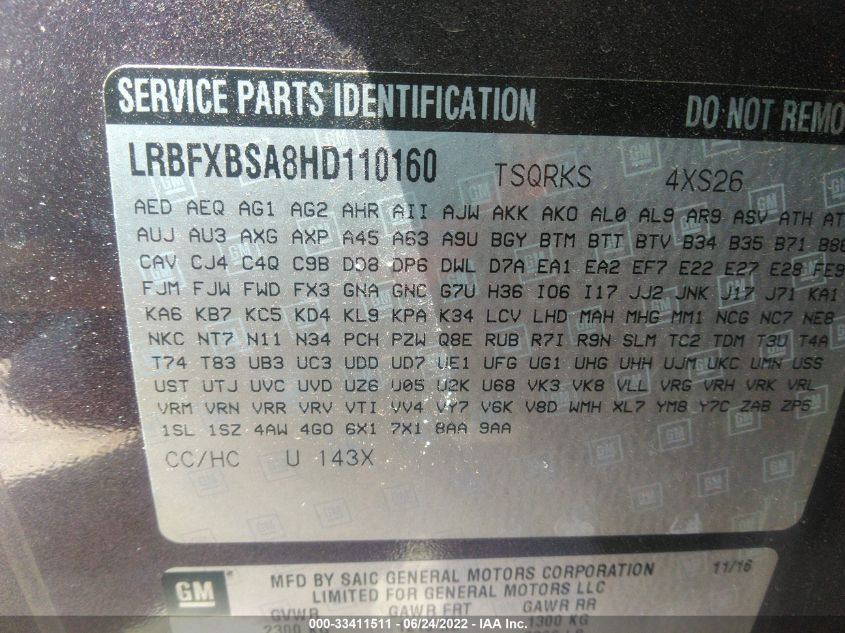 SERVICE PARTS IDENTIFICATION DO NOT REMO
LRBFXBSA8HD110160 TSQRKS 4XS26
AED AEQ AG1 AG2 AHR AII AJW AKK AKO AL0 AL9 AR9 ASV ATH AT
AUJ AU3 AXG AXP A45 A63 A9U BGY BTM BTT BTV B34 B35 B71 B86
CAV CJ4 C4Q C9B DD8 DP6 DWL D7A EA1 EA2 EF7 E22 E27 E28 FE9
FJM FJW FWD FX3 GNA GNC G7U H36 I06 I17 JJ2 JNK J17 J71 KA1
KA6 KB7 KC5 KD4 KL9 KPA K34 LCV LHD MAH MHG MM1 NCG NC7 NE8
NKC NT7 N11 N34 PCH PZW Q8E RUB R7I R9N SLM TC2 TDM T3U T4A
T74 T83 UB3 UC3 UDD UD7 UE1 UFG UG1 UHG UHH UJM UKC UMN USS
UST UTJ UVC UVD UZ6 U05 U2K U68 VK3 VK8 VLL VRG VRH VRK VRL
VRM VRN VRR VRV VTI VV4 VY7 V6K V8D WMH XL7 YM8 Y7C ZAB ZP5
1SL 1SZ 4AW 4GO 6X1 7X1 8AA 9AA
CC/HC U 143X
GM MFD BY SAIC GENERAL MOTORS CORPORATION 11/16
LIMITED FOR GENERAL MOTORS LLC
GVWR GAWR FRT GAWR RR
2300 KG 1300 KG
000-33411511 - 06/24/2022 - IAA Inc.